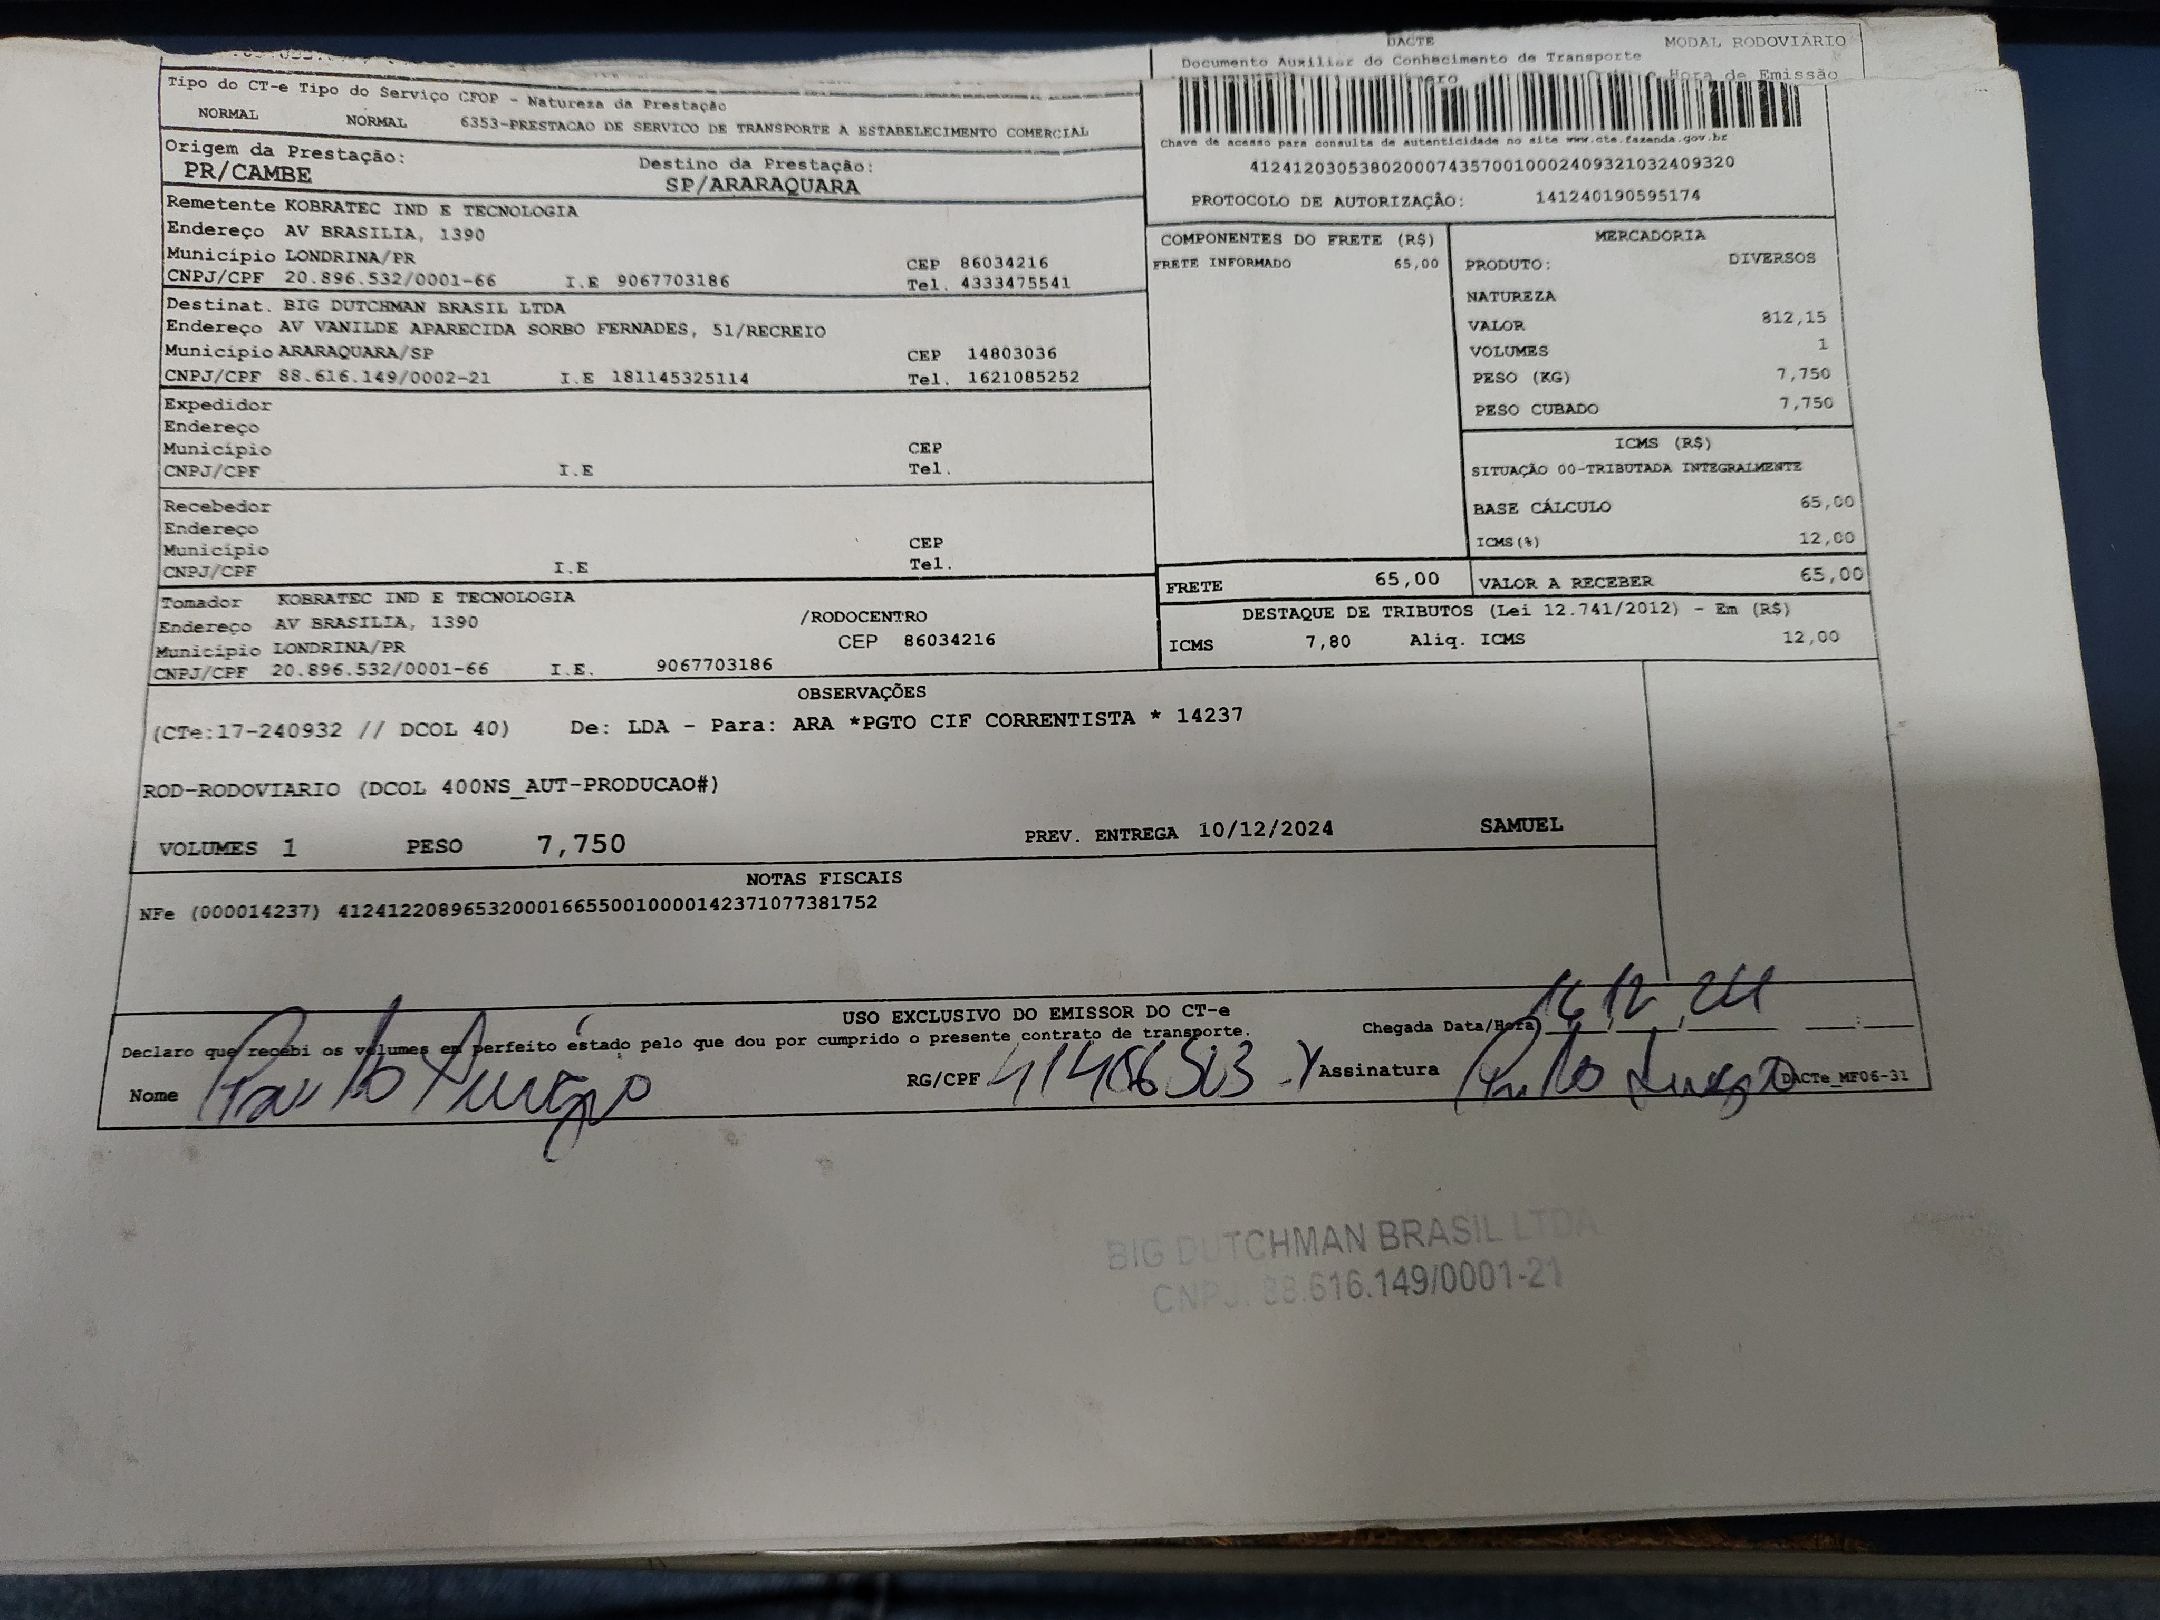 DACTE MODAL RODOVIÁRIO
Documento Auxiliar do Conhecimento de Transporte
Hora de Emissão
Tipo do CT-e Tipo do Serviço CFOP - Natureza da Prestação
NORMAL NORMAL 6353-PRESTACAO DE SERVICO DE TRANSPORTE A ESTABELECIMENTO COMERCIAL
Chave de acesso para consulta de autenticidade no site www.cte.fazenda.gov.br
41241203053802000743570010002409321032409320
PROTOCOLO DE AUTORIZAÇÃO: 141240190595174
Origem da Prestação: Destino da Prestação:
PR/CAMBE SP/ARARAQUARA
Remetente KOBRATEC IND E TECNOLOGIA
Endereço AV BRASILIA, 1390
Município LONDRINA/PR CEP 86034216
CNPJ/CPF 20.896.532/0001-66 I.E 9067703186 Tel. 4333475541
Destinat. BIG DUTCHMAN BRASIL LTDA
Endereço AV VANILDE APARECIDA SORBO FERNADES, 51/RECREIO
Município ARARAQUARA/SP CEP 14803036
CNPJ/CPF 88.616.149/0002-21 I.E 181145325114 Tel. 1621085252
Expedidor
Endereço
Município CEP
CNPJ/CPF I.E Tel.
Recebedor
Endereço
Município CEP
CNPJ/CPF I.E Tel.
Tomador KOBRATEC IND E TECNOLOGIA
Endereço AV BRASILIA, 1390 /RODOCENTRO
Município LONDRINA/PR CEP 86034216
CNPJ/CPF 20.896.532/0001-66 I.E. 9067703186
COMPONENTES DO FRETE (R$)
FRETE INFORMADO 65,00
MERCADORIA
PRODUTO: DIVERSOS
NATUREZA
VALOR 812,15
VOLUMES 1
PESO (KG) 7,750
PESO CUBADO 7,750
ICMS (R$)
SITUAÇÃO 00-TRIBUTADA INTEGRALMENTE
BASE CÁLCULO 65,00
ICMS(%) 12,00
FRETE 65,00 VALOR A RECEBER 65,00
DESTAQUE DE TRIBUTOS (Lei 12.741/2012) - Em (R$)
ICMS 7,80 Aliq. ICMS 12,00
OBSERVAÇÕES
(CTe:17-240932 // DCOL 40) De: LDA - Para: ARA *PGTO CIF CORRENTISTA * 14237
ROD-RODOVIARIO (DCOL 400NS_AUT-PRODUCAO#)
VOLUMES 1 PESO 7,750 PREV. ENTREGA 10/12/2024 SAMUEL
NOTAS FISCAIS
NFe (000014237) 41241220896532000166550010000142371077381752
USO EXCLUSIVO DO EMISSOR DO CT-e
Chegada Data/Hora
Declaro que recebi os volumes em perfeito estado pelo que dou por cumprido o presente contrato de transporte.
Nome Paulo RG/CPF Assinatura DACTe_MF06-31
BIG DUTCHMAN BRASIL LTDA
CNPJ. 88.616.149/0001-21